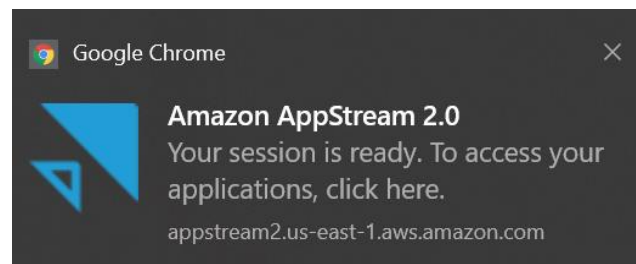 Google Chrome
Amazon AppStream 2.0
Your session is ready. To access your
applications, click here.
appstream2.us-east-1.aws.amazon.com